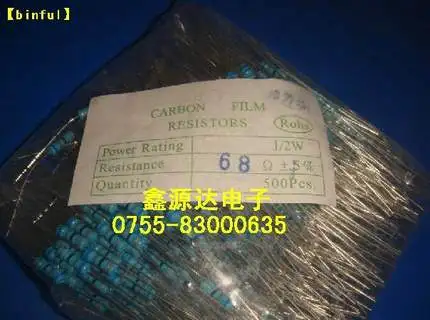 【binful】
CARBON FILM
RESISTORS
RoHs
Power Rating 1/2W
Resistance 68 Ω ±5%
Quantity 500Pcs.
鑫源达电子
0755-83000635